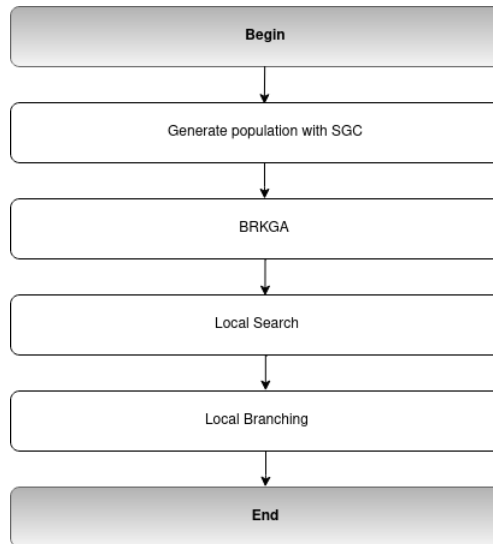 Begin
Generate population with SGC
BRKGA
Local Search
Local Branching
End